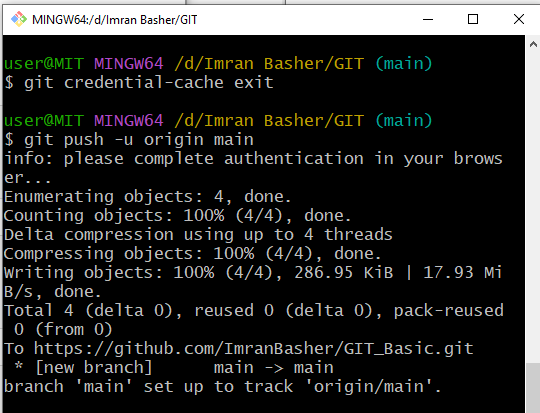 MINGW64:/d/Imran Basher/GIT
user@MIT MINGW64 /d/Imran Basher/GIT (main)
$ git credential-cache exit
user@MIT MINGW64 /d/Imran Basher/GIT (main)
$ git push -u origin main
info: please complete authentication in your brows
er...
Enumerating objects: 4, done.
Counting objects: 100% (4/4), done.
Delta compression using up to 4 threads
Compressing objects: 100% (4/4), done.
Writing objects: 100% (4/4), 286.95 KiB | 17.93 Mi
B/s, done.
Total 4 (delta 0), reused 0 (delta 0), pack-reused
 0 (from 0)
To https://github.com/ImranBasher/GIT_Basic.git
 * [new branch]      main -> main
branch 'main' set up to track 'origin/main'.